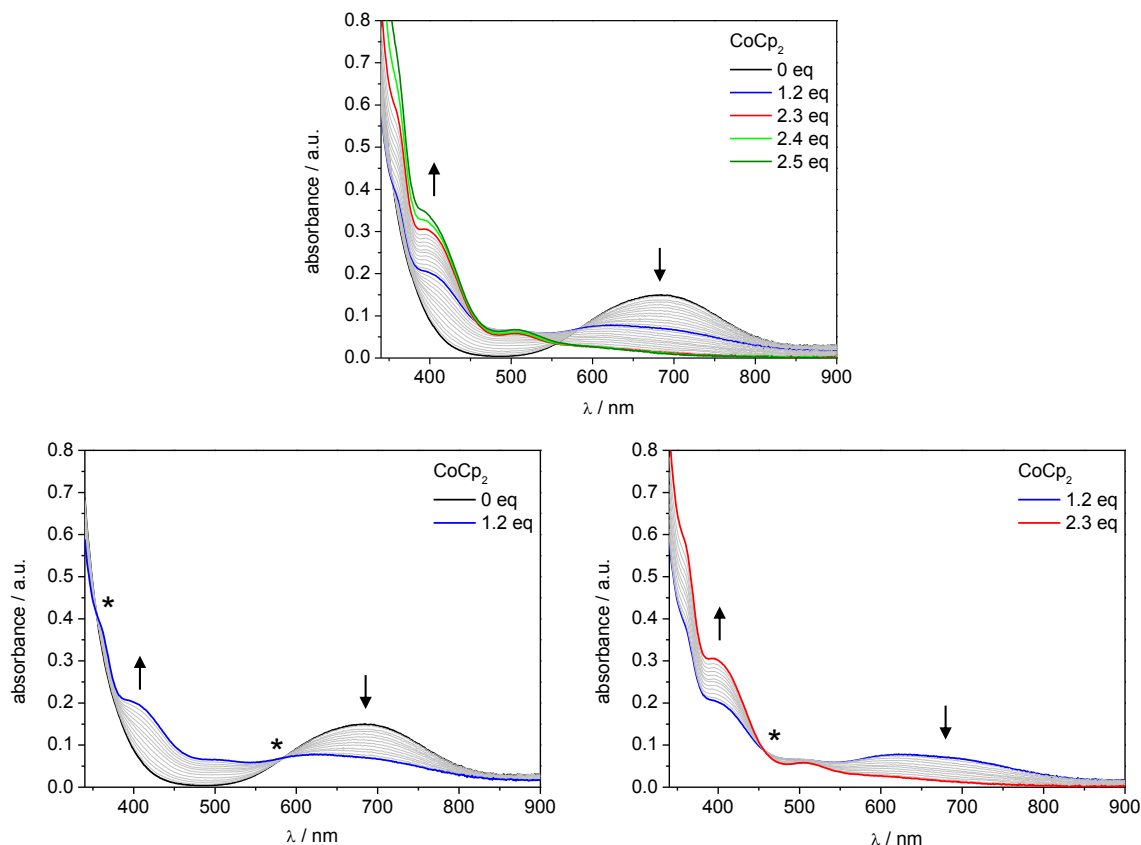 CoCp₂
0 eq
1.2 eq
2.3 eq
2.4 eq
2.5 eq
absorbance / a.u.
0.8
0.7
0.6
0.5
0.4
0.3
0.2
0.1
0.0
400 500 600 700 800 900
λ / nm
CoCp₂
0 eq
1.2 eq
absorbance / a.u.
0.8
0.7
0.6
0.5
0.4
0.3
0.2
0.1
0.0
*
*
400 500 600 700 800 900
λ / nm
CoCp₂
1.2 eq
2.3 eq
absorbance / a.u.
0.8
0.7
0.6
0.5
0.4
0.3
0.2
0.1
0.0
*
400 500 600 700 800 900
λ / nm